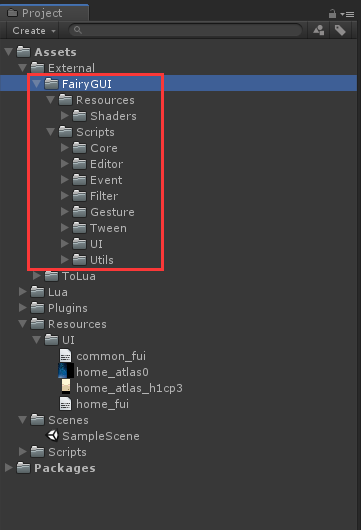 Project
Create
Assets
External
FairyGUI
Resources
Shaders
Scripts
Core
Editor
Event
Filter
Gesture
Tween
UI
Utils
ToLua
Lua
Plugins
Resources
UI
common_fui
home_atlas0
home_atlas_h1cp3
home_fui
Scenes
SampleScene
Scripts
Packages